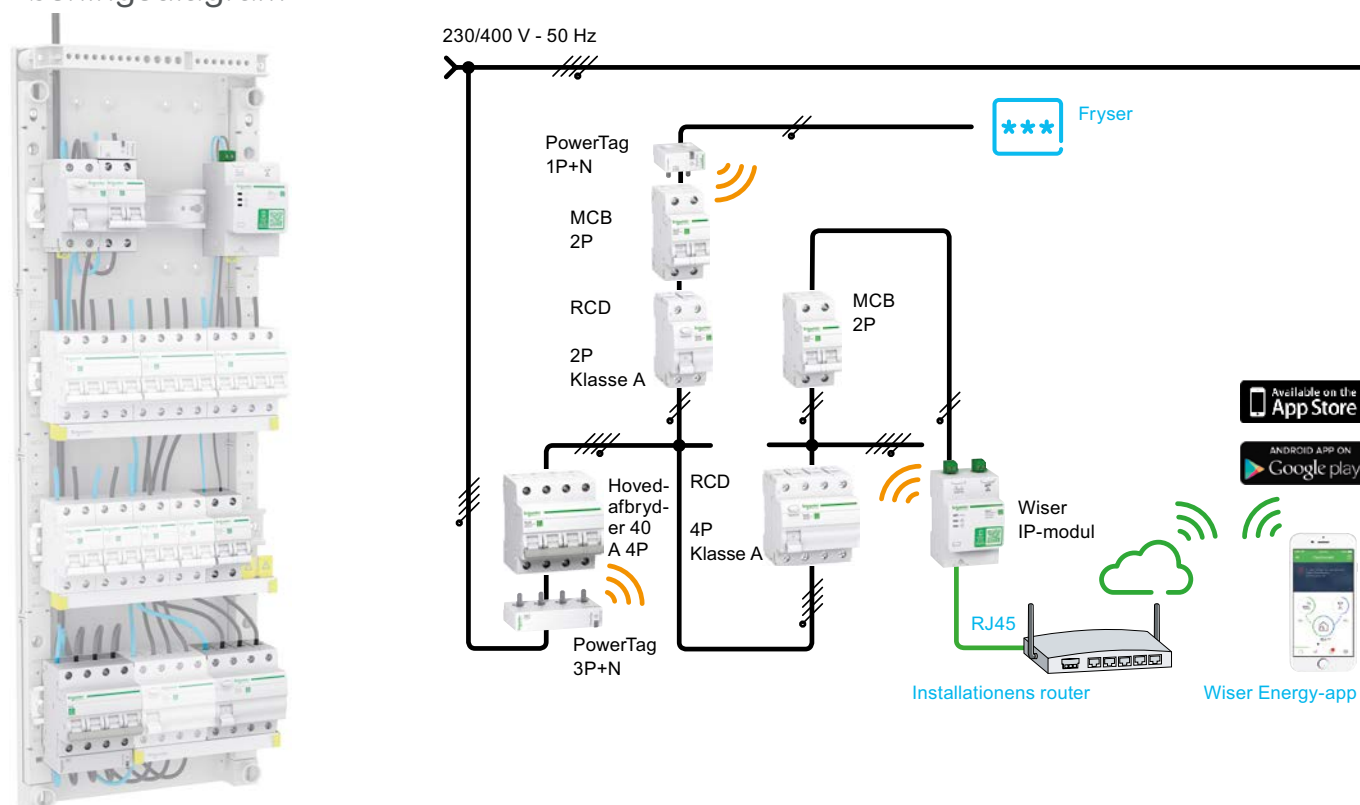 230/400 V - 50 Hz
Fryser
PowerTag
1P+N
MCB
2P
RCD
2P
Klasse A
MCB
2P
Hoved-
afbryd-
er 40
A 4P
RCD
4P
Klasse A
PowerTag
3P+N
Wiser
IP-modul
RJ45
Installationens router
Available on the
App Store
ANDROID APP ON
Google play
Wiser Energy-app